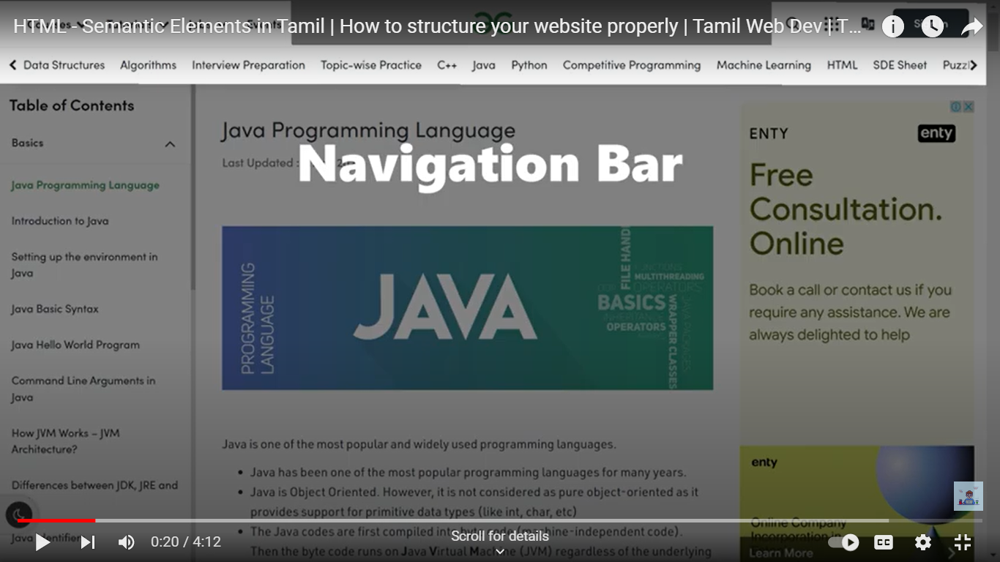 HTML - Semantic Elements in Tamil | How to structure your website properly | Tamil Web Dev | T...
Data Structures Algorithms Interview Preparation Topic-wise Practice C++ Java Python Competitive Programming Machine Learning HTML SDE Sheet Puzzl
Table of Contents
Basics
Java Programming Language
Introduction to Java
Setting up the environment in
Java
Java Basic Syntax
Java Hello World Program
Command Line Arguments in
Java
How JVM Works – JVM
Architecture?
Differences between JDK, JRE and
Java Identifier
Java Programming Language
Last Updated :
Navigation Bar
PROGRAMMING
LANGUAGE
JAVA
FILE HANDL
FUNCTIONS
MULTITHREADING
OPERATORS
BASICS
INHERITANCE
OPERATORS
WRAPPER CLASSES
JAVA PACKAGES
Java is one of the most popular and widely used programming languages.
• Java has been one of the most popular programming languages for many years.
• Java is Object Oriented. However, it is not considered as pure object-oriented as it
provides support for primitive data types (like int, char, etc)
• The Java codes are first compiled into byte code (machine-independent code).
Then the byte code runs on Java Virtual Machine (JVM) regardless of the underlying
ENTY
enty
Free
Consultation.
Online
Book a call or contact us if you
require any assistance. We are
always delighted to help
enty
Online Company
Incorporation in
Learn More
0:20 / 4:12
Scroll for details
CC